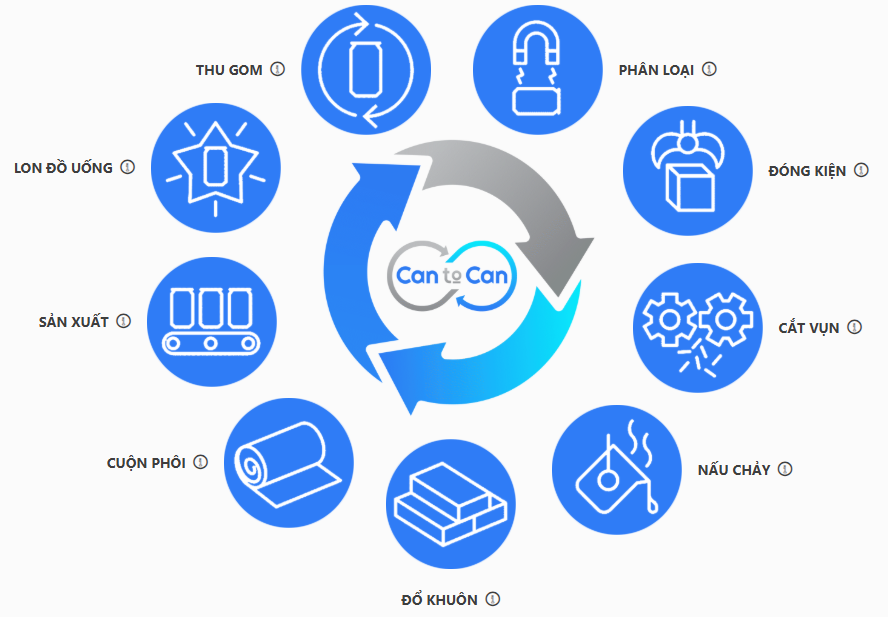 THU GOM
PHÂN LOẠI
LON ĐỒ UỐNG
ĐÓNG KIỆN
Can to Can
SẢN XUẤT
CẮT VỤN
CUỘN PHÔI
NẤU CHẢY
ĐỔ KHUÔN